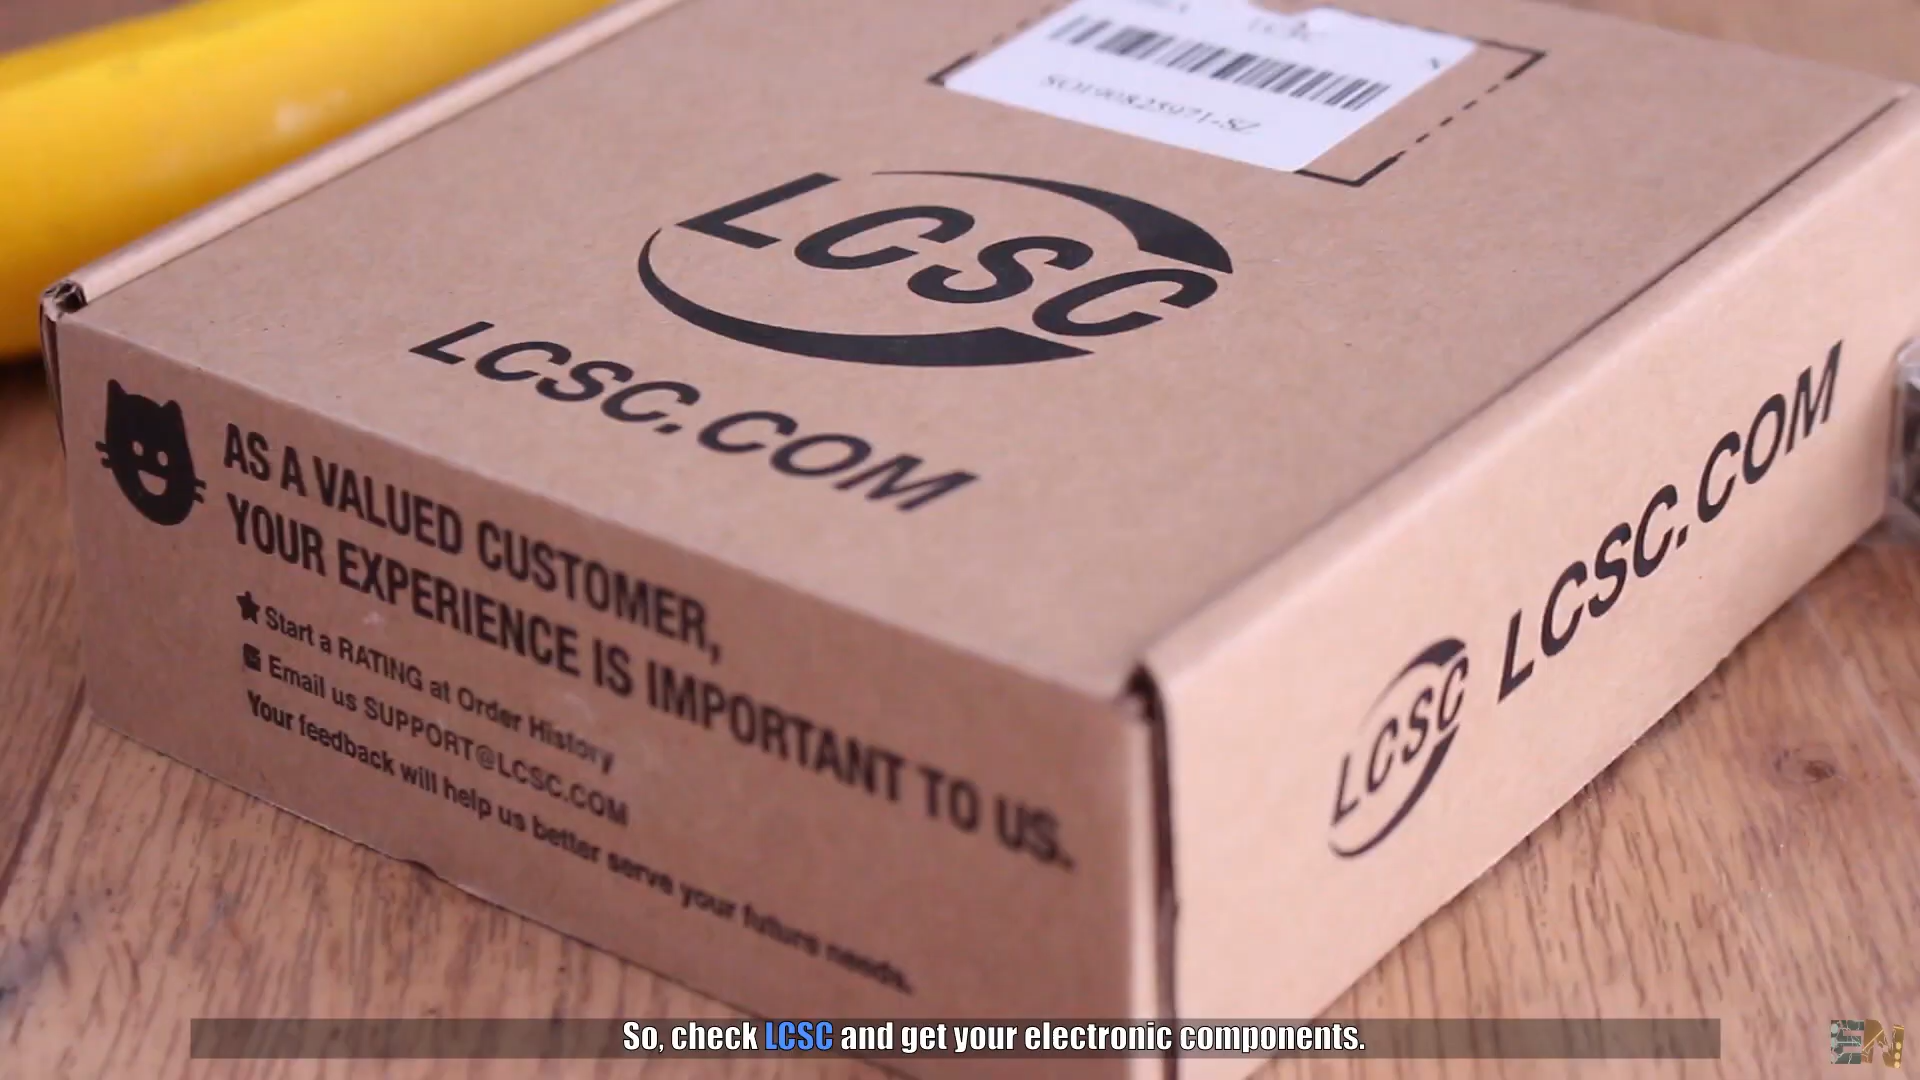 LCSC
LCSC.COM
AS A VALUED CUSTOMER,
YOUR EXPERIENCE IS IMPORTANT TO US.
Start a RATING at Order History
Email us SUPPORT@LCSC.COM
Your feedback will help us better serve your future needs.
LCSC
LCSC.COM
So, check LCSC and get your electronic components.
EN